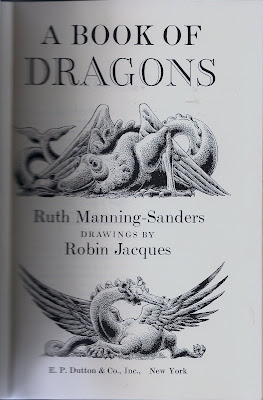 A BOOK OF
DRAGONS
Ruth Manning-Sanders
DRAWINGS BY
Robin Jacques
E. P. Dutton & Co., Inc., New York